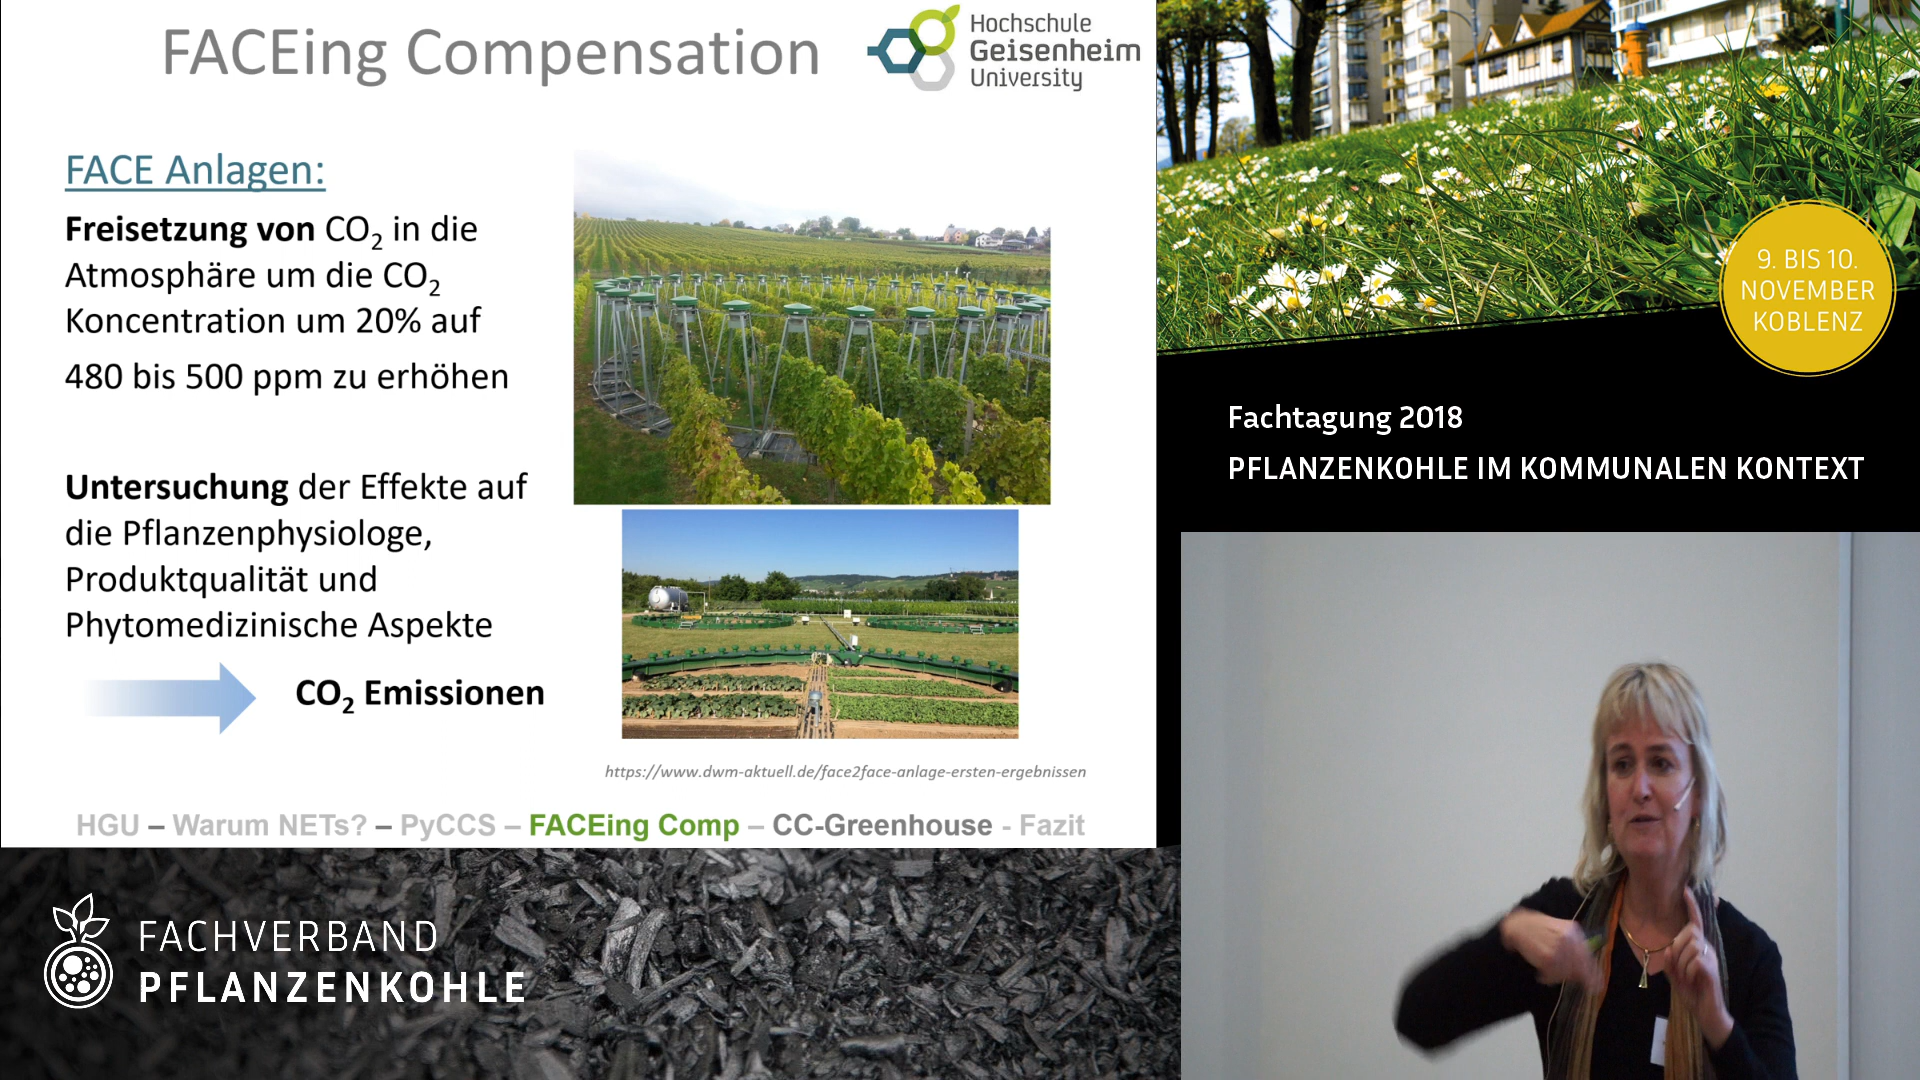 FACEing Compensation
Hochschule
Geisenheim
University
FACE Anlagen:
Freisetzung von CO₂ in die
Atmosphäre um die CO₂
Koncentration um 20% auf
480 bis 500 ppm zu erhöhen
Untersuchung der Effekte auf
die Pflanzenphysiologe,
Produktqualität und
Phytomedizinische Aspekte
CO₂ Emissionen
https://www.dwm-aktuell.de/face2face-anlage-ersten-ergebnissen
HGU – Warum NETs? – PyCCS – FACEing Comp – CC-Greenhouse - Fazit
9. BIS 10.
NOVEMBER
KOBLENZ
Fachtagung 2018
PFLANZENKOHLE IM KOMMUNALEN KONTEXT
FACHVERBAND
PFLANZENKOHLE